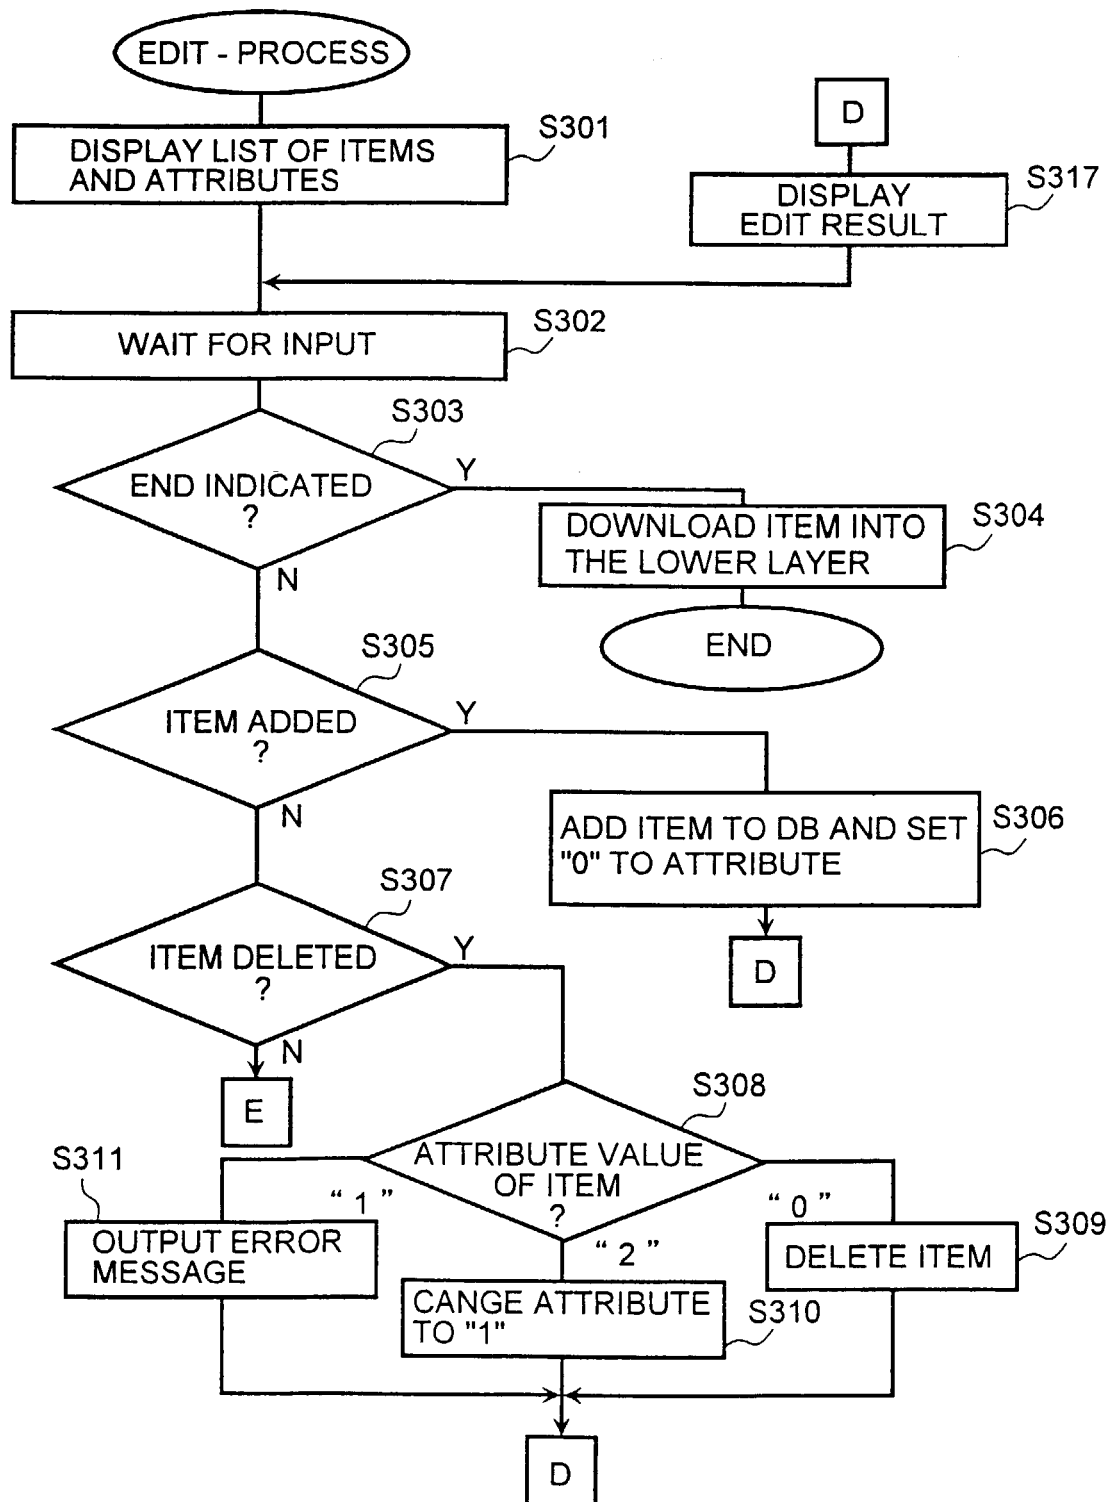 EDIT - PROCESS
S301
DISPLAY LIST OF ITEMS
AND ATTRIBUTES
D
S317
DISPLAY
EDIT RESULT
S302
WAIT FOR INPUT
S303
END INDICATED
?
Y
N
S304
DOWNLOAD ITEM INTO
THE LOWER LAYER
END
S305
ITEM ADDED
?
Y
N
S306
ADD ITEM TO DB AND SET
"0" TO ATTRIBUTE
D
S307
ITEM DELETED
?
Y
N
E
S308
ATTRIBUTE VALUE
OF ITEM
?
"1"
"2"
"0"
S311
OUTPUT ERROR
MESSAGE
S309
DELETE ITEM
CANGE ATTRIBUTE
TO "1"
S310
D